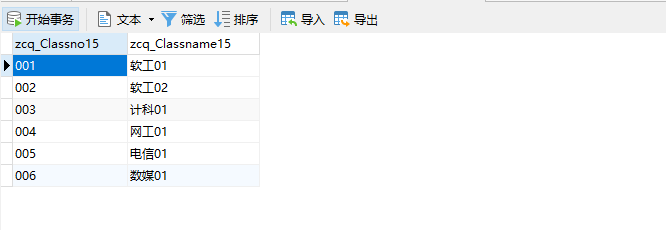 开始事务 文本 筛选 排序 导入 导出
zcq_Classno15 zcq_Classname15
001 软工01
002 软工02
003 计科01
004 网工01
005 电信01
006 数媒01